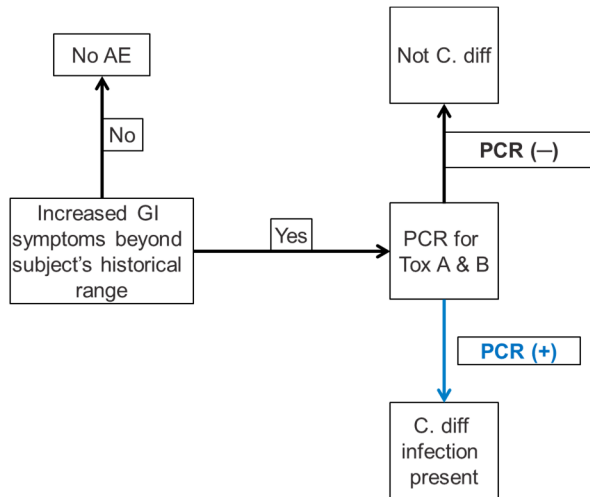 No AE
Not C. diff
No
PCR (—)
Increased GI
symptoms beyond
subject's historical
range
Yes
PCR for
Tox A & B
PCR (+)
C. diff
infection
present